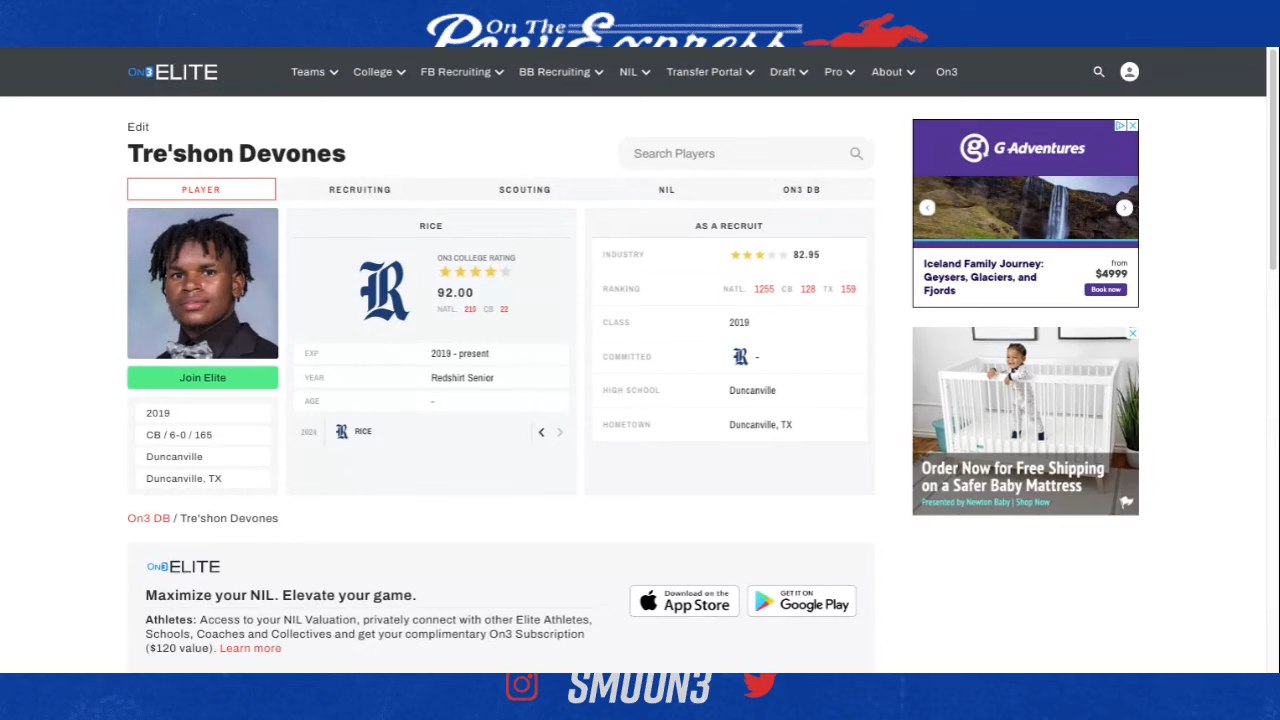 On The
Pony Express
On3 ELITE
Teams
College
FB Recruiting
BB Recruiting
NIL
Transfer Portal
Draft
Pro
About
On3
Edit
Tre'shon Devones
Search Players
PLAYER
RECRUITING
SCOUTING
NIL
ON3 DB
RICE
R
ON3 COLLEGE RATING
92.00
NATL. 210 CB 22
EXP 2019 - present
YEAR Redshirt Senior
AGE -
2024 R RICE
AS A RECRUIT
INDUSTRY 82.95
RANKING NATL. 1255 CB 128 TX 159
CLASS 2019
COMMITTED R -
HIGH SCHOOL Duncanville
HOMETOWN Duncanville, TX
Join Elite
2019
CB / 6-0 / 165
Duncanville
Duncanville, TX
On3 DB / Tre'shon Devones
On3 ELITE
Maximize your NIL. Elevate your game.
Athletes: Access to your NIL Valuation, privately connect with other Elite Athletes,
Schools, Coaches and Collectives and get your complimentary On3 Subscription
($120 value). Learn more
Download on the
App Store
GET IT ON
Google Play
G Adventures
Iceland Family Journey:
Geysers, Glaciers, and
Fjords
from
$4999
Book now
Order Now for Free Shipping
on a Safer Baby Mattress
Presented by Newton Baby | Shop Now
SMOON3